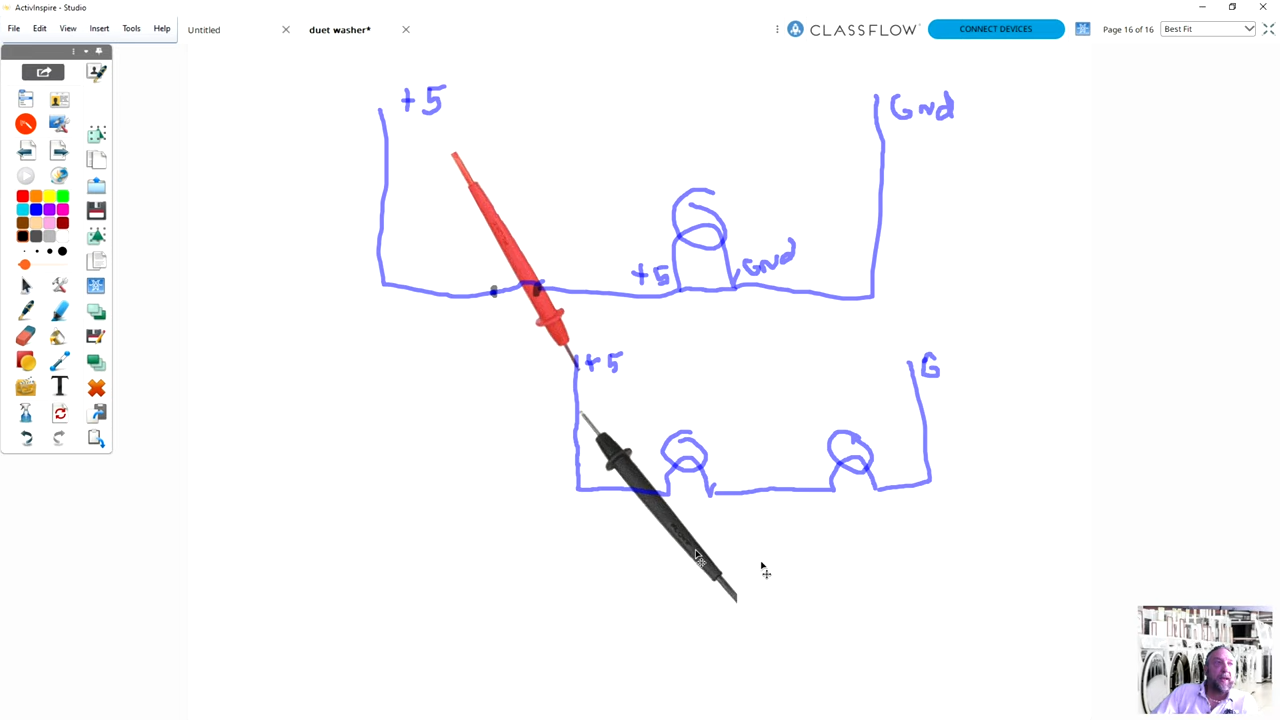 ActivInspire - Studio
File Edit View Insert Tools Help
Untitled
duet washer*
CLASSFLOW
CONNECT DEVICES
Page 16 of 16
Best Fit
+5
Gnd
+5
Gnd
+5
G
T